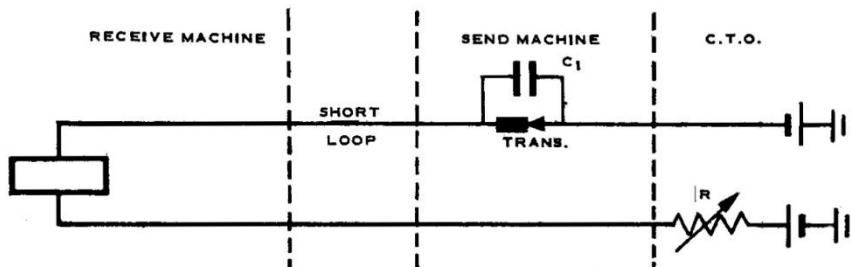 RECEIVE MACHINE
SHORT
LOOP
SEND MACHINE
C1
TRANS.
C.T.O.
R